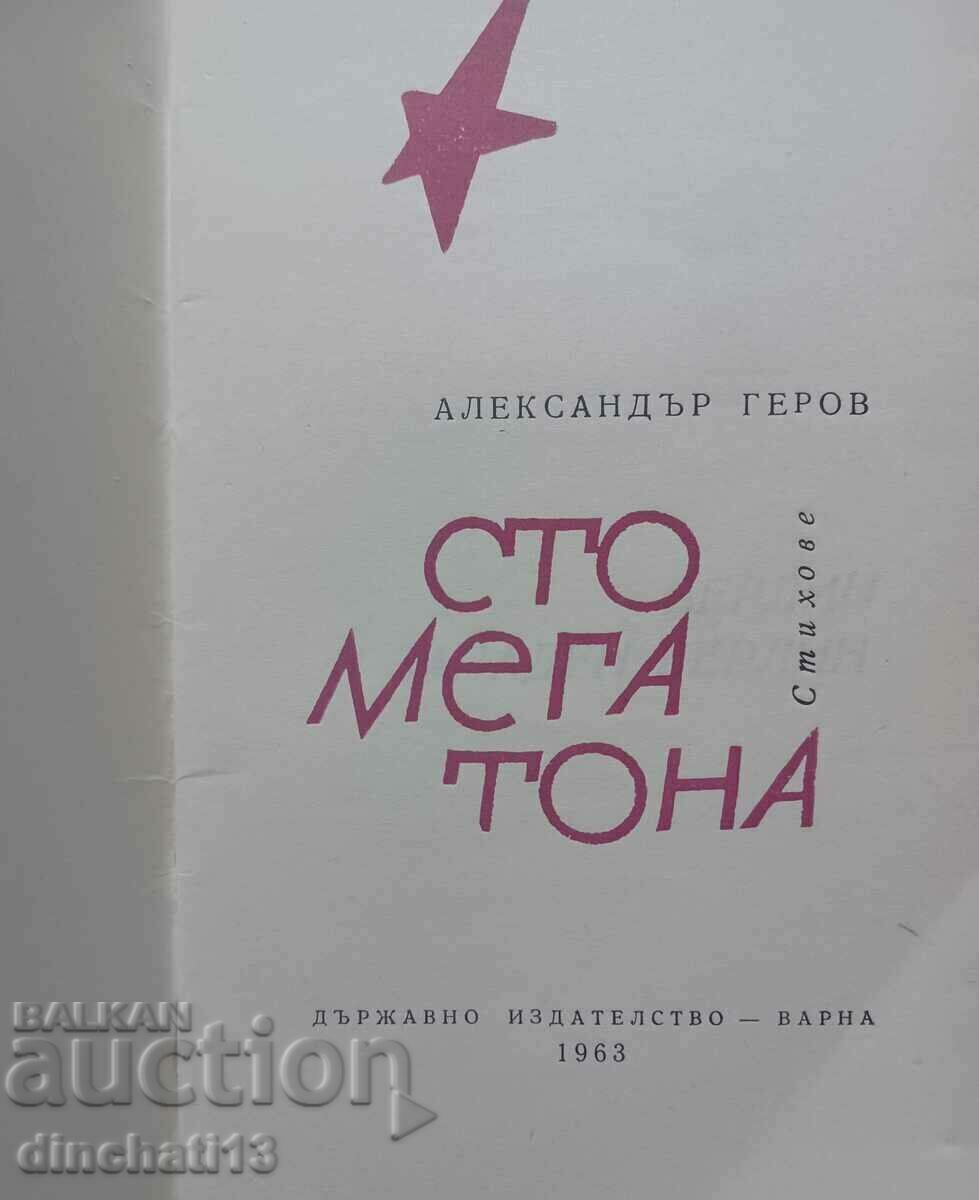 АЛЕКСАНДЪР ГЕРОВ
СТО
МеГА
ТОНА
Стихове
ДЪРЖАВНО ИЗДАТЕЛСТВО — ВАРНА
1963
BALKAN
auction
dinchati13